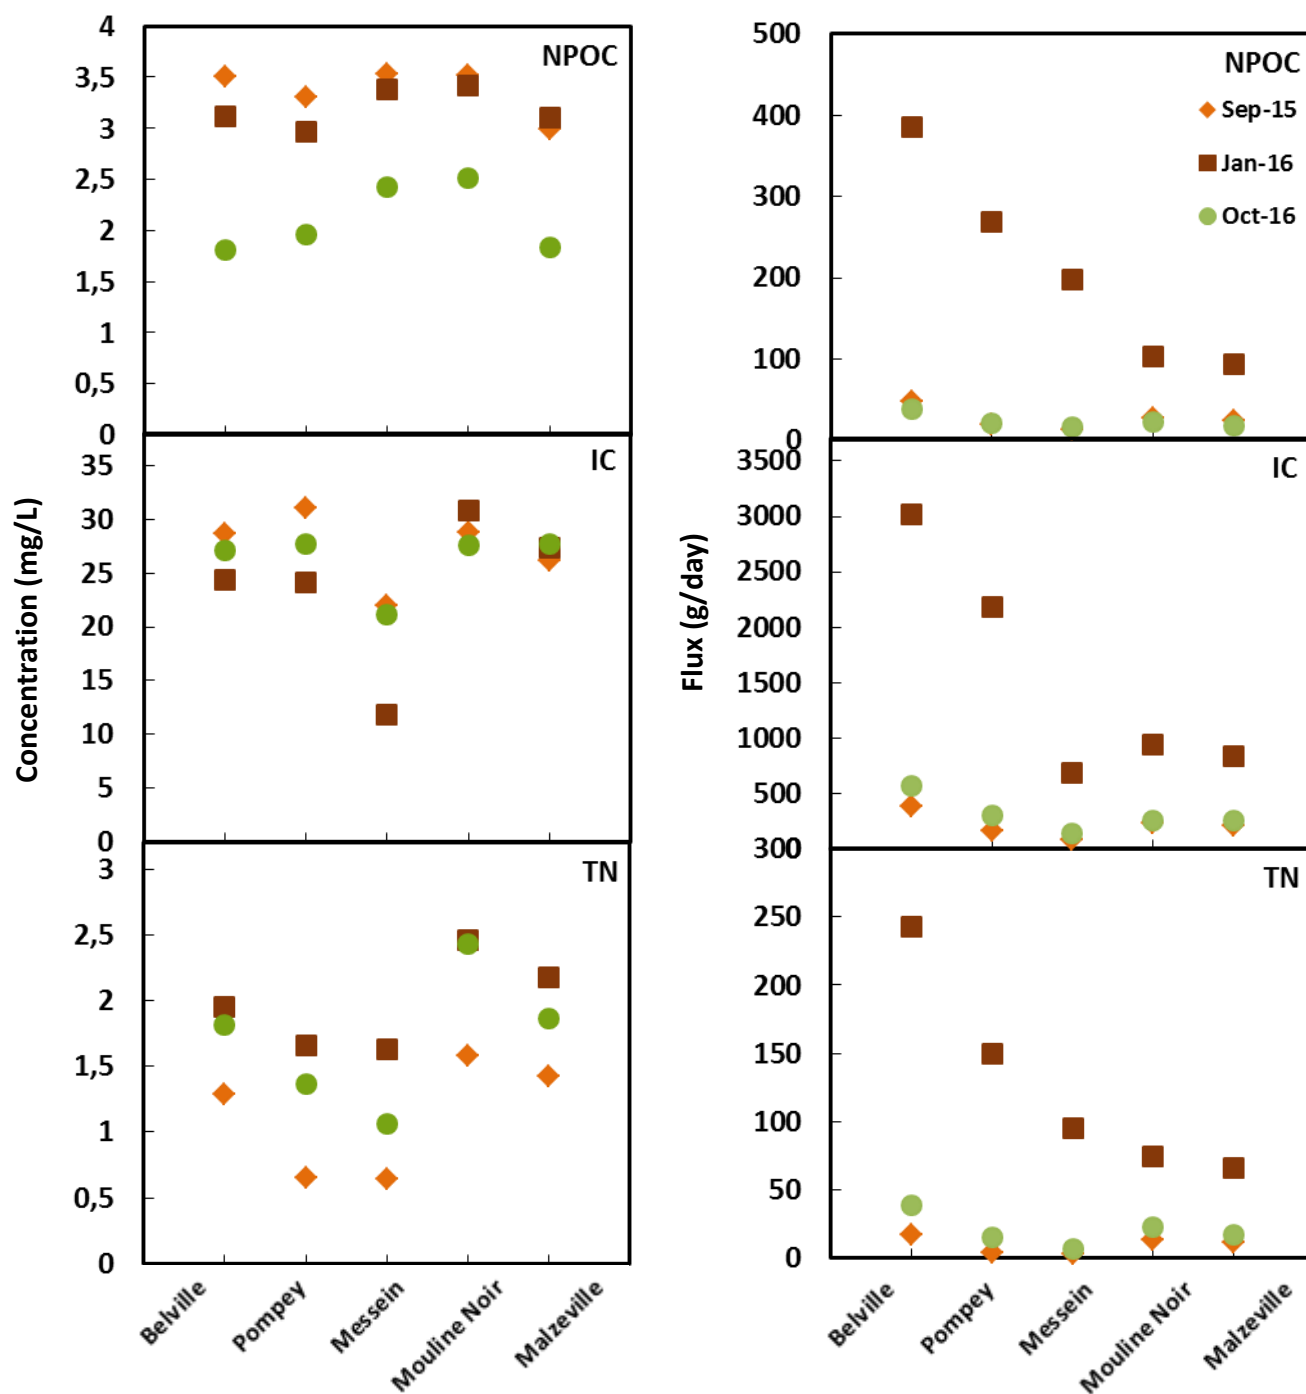 4
3,5
3
2,5
2
1,5
1
0,5
0
NPOC
35
30
25
20
15
10
5
0
IC
3
2,5
2
1,5
1
0,5
0
TN
Concentration (mg/L)
Belville
Pompey
Messein
Mouline Noir
Malzeville
500
400
300
200
100
0
NPOC
Sep-15
Jan-16
Oct-16
3500
3000
2500
2000
1500
1000
500
IC
300
250
200
150
100
50
0
TN
Flux (g/day)
Belville
Pompey
Messein
Mouline Noir
Malzeville